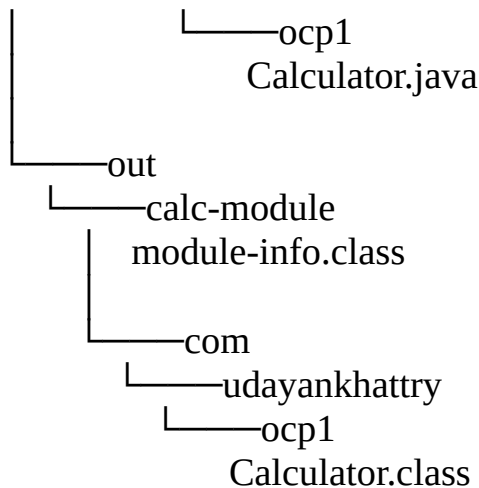 ocp1
Calculator.java
out
calc-module
module-info.class
com
udayankhattry
ocp1
Calculator.class